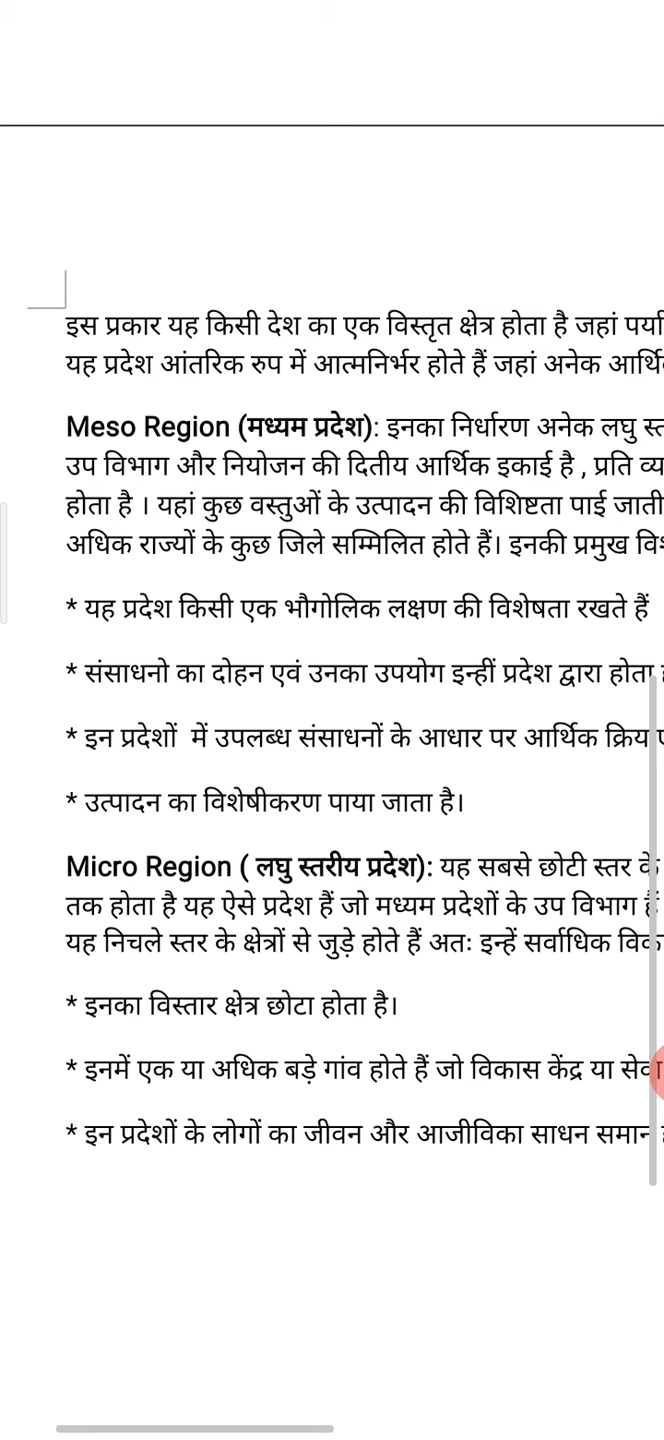 इस प्रकार यह किसी देश का एक विस्तृत क्षेत्र होता है जहां
यह प्रदेश आंतरिक रुप में आत्मनिर्भर होते हैं जहां अनेक
Meso Region (मध्यम प्रदेश): इनका निर्धारण अनेक लघु
उप विभाग और नियोजन की दितीय आर्थिक इकाई है , प्रति
होता है । यहां कुछ वस्तुओं के उत्पादन की विशिष्टता पाई जाती
अधिक राज्यों के कुछ जिले सम्मिलित होते हैं। इनकी प्रमुख
* यह प्रदेश किसी एक भौगोलिक लक्षण की विशेषता रखते हैं
* संसाधनो का दोहन एवं उनका उपयोग इन्हीं प्रदेश द्वारा होता
* इन प्रदेशों में उपलब्ध संसाधनों के आधार पर आर्थिक
* उत्पादन का विशेषीकरण पाया जाता है।
Micro Region ( लघु स्तरीय प्रदेश): यह सबसे छोटी स्तर के
तक होता है यह ऐसे प्रदेश हैं जो मध्यम प्रदेशों के उप विभाग हैं
यह निचले स्तर के क्षेत्रों से जुड़े होते हैं अतः इन्हें सर्वाधिक
* इनका विस्तार क्षेत्र छोटा होता है।
* इनमें एक या अधिक बड़े गांव होते हैं जो विकास केंद्र या
* इन प्रदेशों के लोगों का जीवन और आजीविका साधन समान